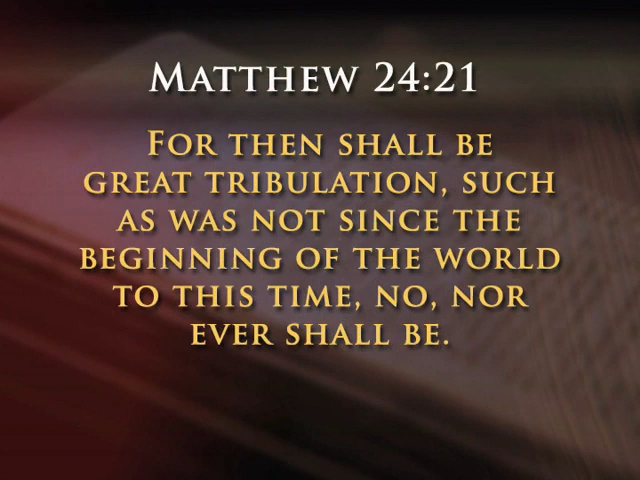 Matthew 24:21
For then shall be
great tribulation, such
as was not since the
beginning of the world
to this time, no, nor
ever shall be.